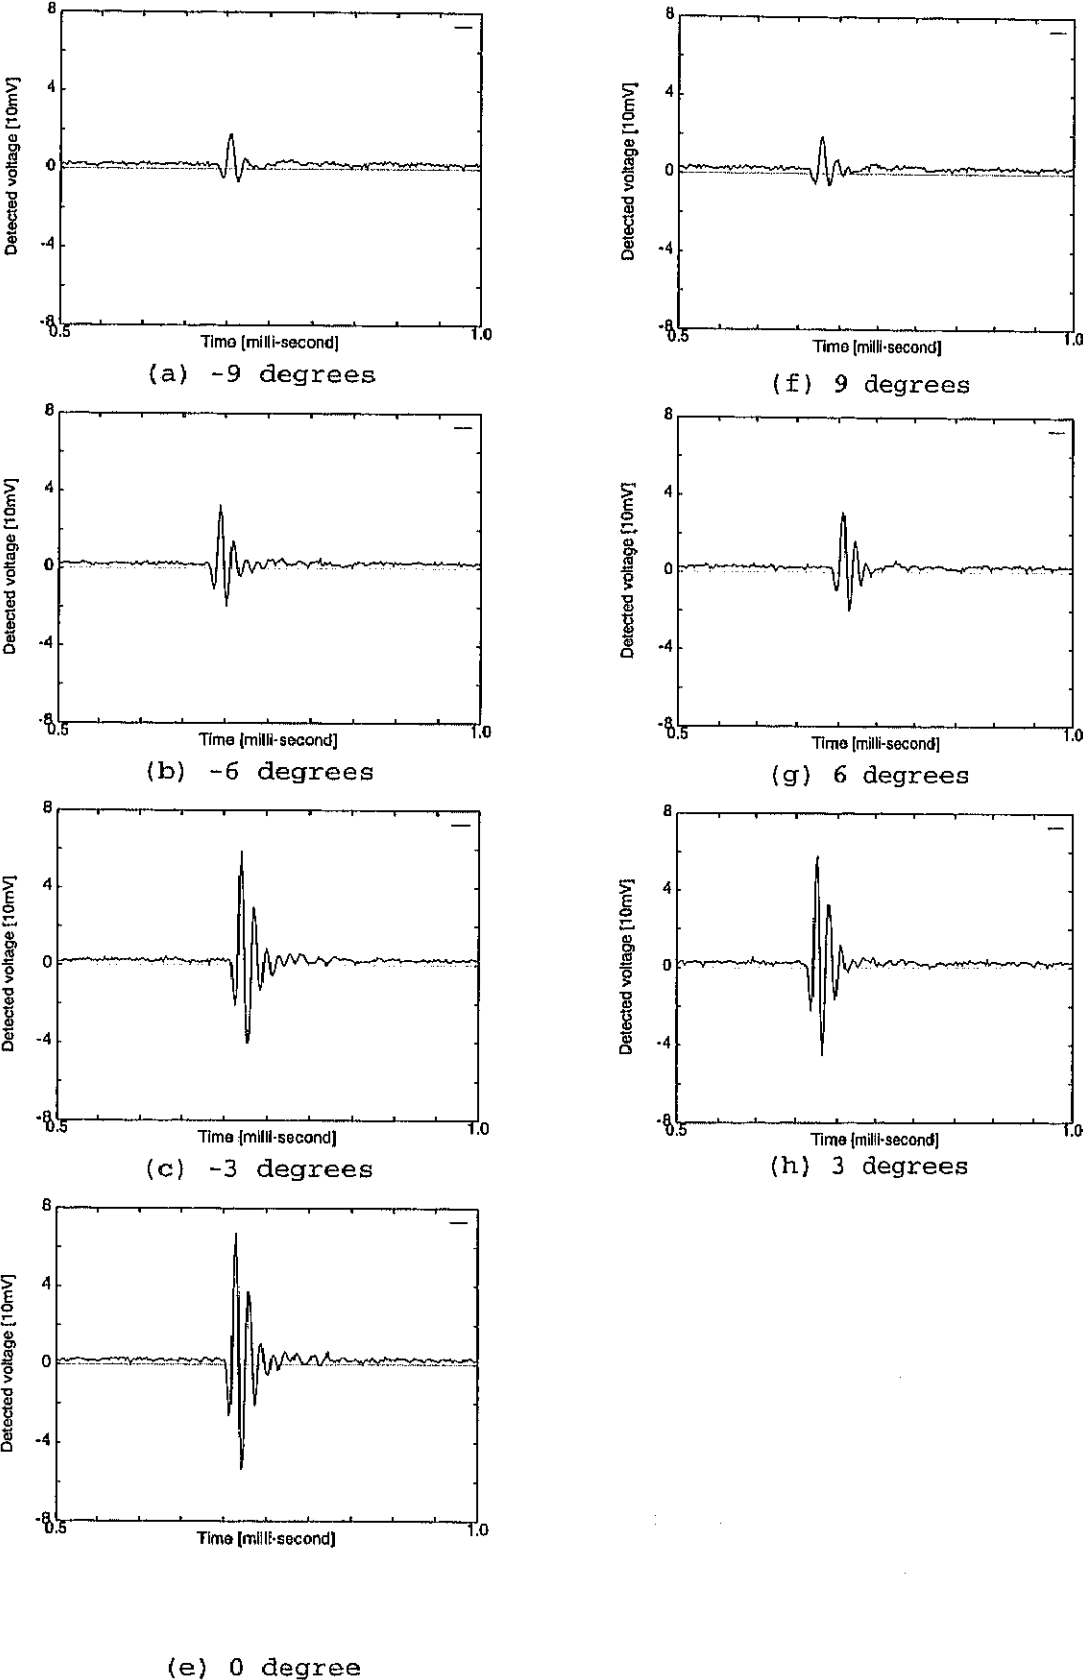 8
4
0
-4
-8
Detected voltage [10mV]
0.5
1.0
Time [milli-second]
(a) -9 degrees
8
4
0
-4
-8
Detected voltage [10mV]
0.5
1.0
Time [milli-second]
(b) -6 degrees
8
4
0
-4
-8
Detected voltage [10mV]
0.5
1.0
Time [milli-second]
(c) -3 degrees
8
4
0
-4
-8
Detected voltage [10mV]
0.5
1.0
Time [milli-second]
(e) 0 degree
8
4
0
-4
-8
Detected voltage [10mV]
0.5
1.0
Time [milli-second]
(f) 9 degrees
8
4
0
-4
-8
Detected voltage [10mV]
0.5
1.0
Time [milli-second]
(g) 6 degrees
8
4
0
-4
-8
Detected voltage [10mV]
0.5
1.0
Time [milli-second]
(h) 3 degrees